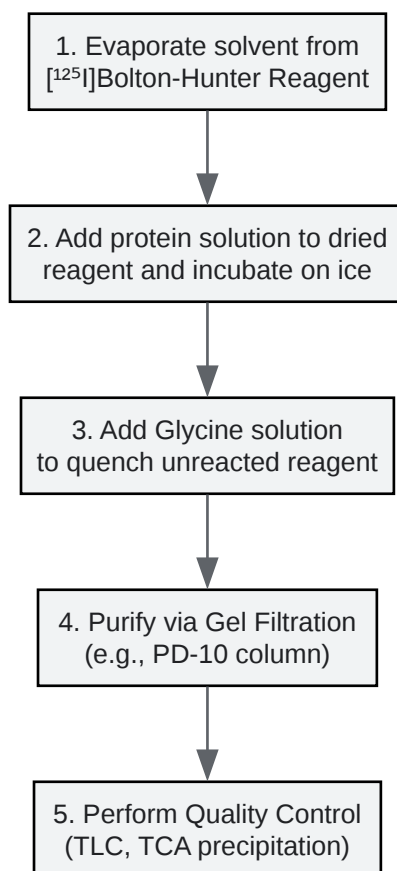 1. Evaporate solvent from
[¹²⁵I]Bolton-Hunter Reagent
2. Add protein solution to dried
reagent and incubate on ice
3. Add Glycine solution
to quench unreacted reagent
4. Purify via Gel Filtration
(e.g., PD-10 column)
5. Perform Quality Control
(TLC, TCA precipitation)